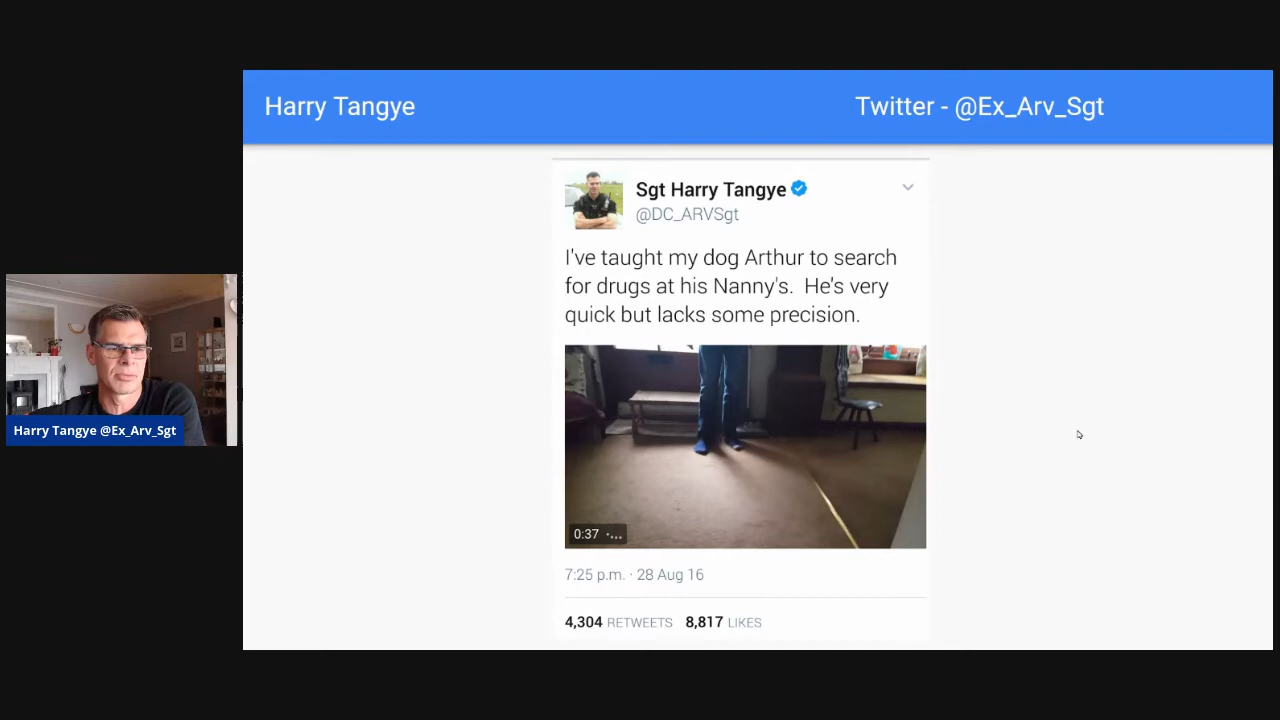 Harry Tangye
Twitter - @Ex_Arv_Sgt
Sgt Harry Tangye
@DC_ARVSgt
I've taught my dog Arthur to search
for drugs at his Nanny's. He's very
quick but lacks some precision.
0:37
7:25 p.m. · 28 Aug 16
4,304 RETWEETS 8,817 LIKES
Harry Tangye @Ex_Arv_Sgt